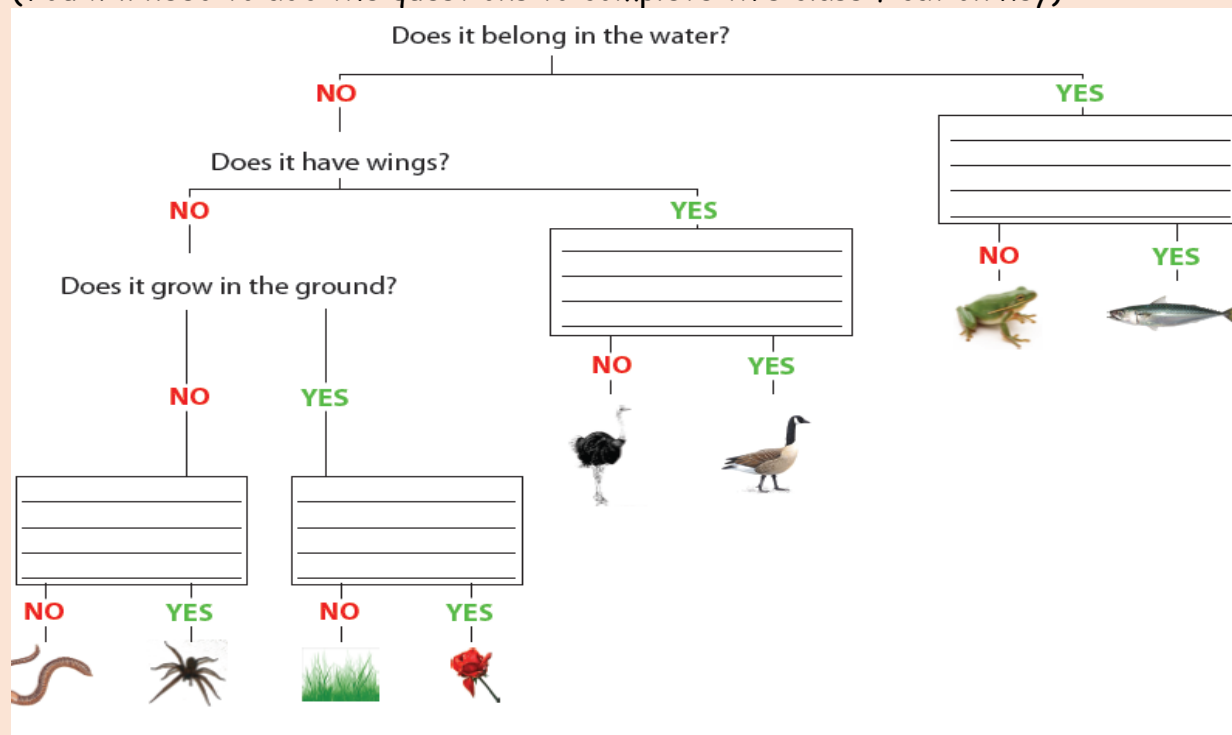 Does it belong in the water?
NO
YES
Does it have wings?
NO
YES
Does it grow in the ground?
NO
YES
NO
YES
NO
YES
NO
YES
NO
YES